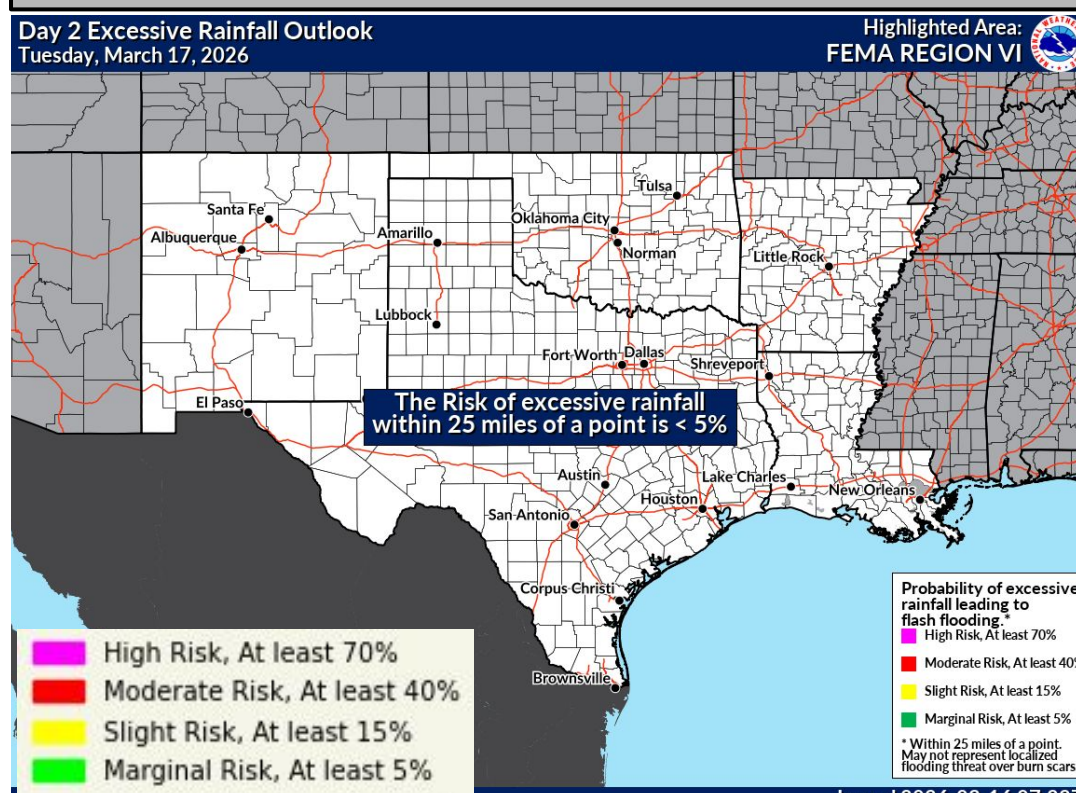 Day 2 Excessive Rainfall Outlook
Tuesday, March 17, 2026
Highlighted Area:
FEMA REGION VI
Tulsa
Santa Fe
Oklahoma City
Albuquerque
Amarillo
Norman
Little Rock
Lubbock
Fort Worth
Dallas
Shreveport
El Paso
The Risk of excessive rainfall
within 25 miles of a point is < 5%
Austin
Lake Charles
Houston
New Orleans
San Antonio
Corpus Christi
Brownsville
High Risk, At least 70%
Moderate Risk, At least 40%
Slight Risk, At least 15%
Marginal Risk, At least 5%
Probability of excessive
rainfall leading to
flash flooding.*
High Risk, At least 70%
Moderate Risk, At least 40%
Slight Risk, At least 15%
Marginal Risk, At least 5%
* Within 25 miles of a point.
May not represent localized
flooding threat over burn scars